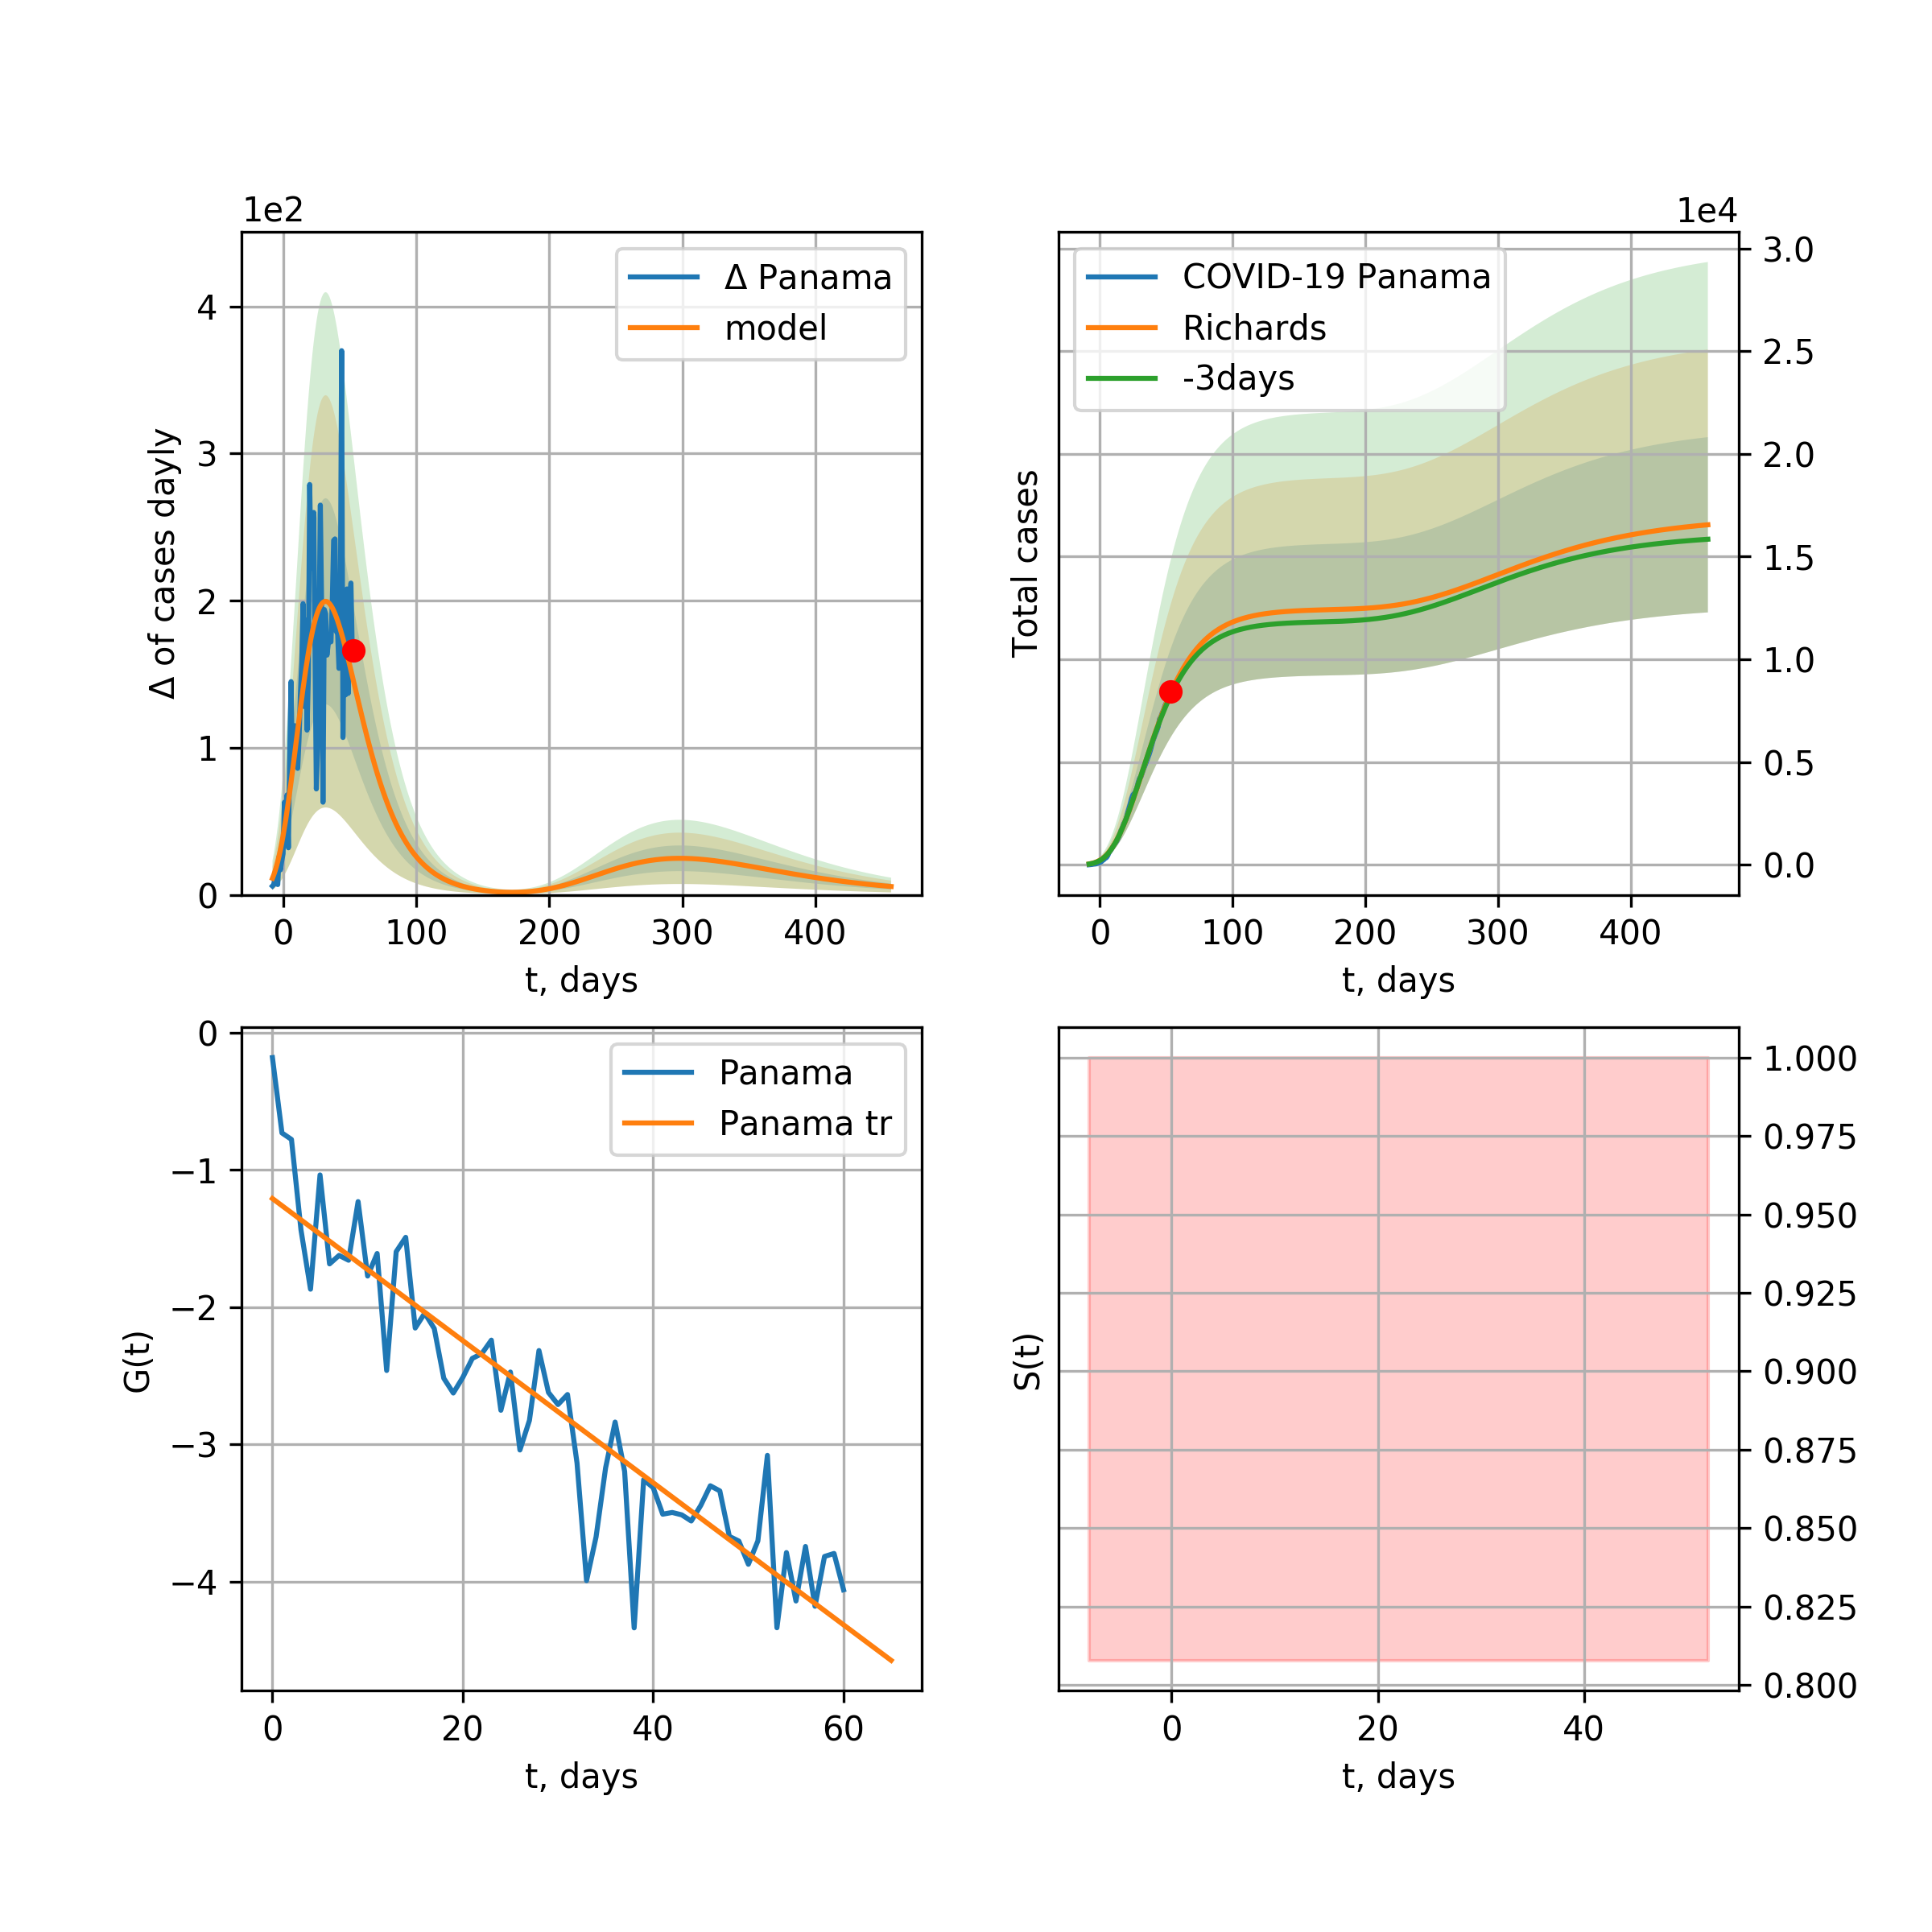 1e2
Δ of cases dayly
4
3
2
1
0
Δ Panama
model
0 100 200 300 400
t, days
1e4
Total cases
COVID-19 Panama
Richards
-3days
3.0
2.5
2.0
1.5
1.0
0.5
0.0
0 100 200 300 400
t, days
G(t)
0
−1
−2
−3
−4
Panama
Panama tr
0 20 40 60
t, days
S(t)
1.000
0.975
0.950
0.925
0.900
0.875
0.850
0.825
0.800
0 20 40
t, days